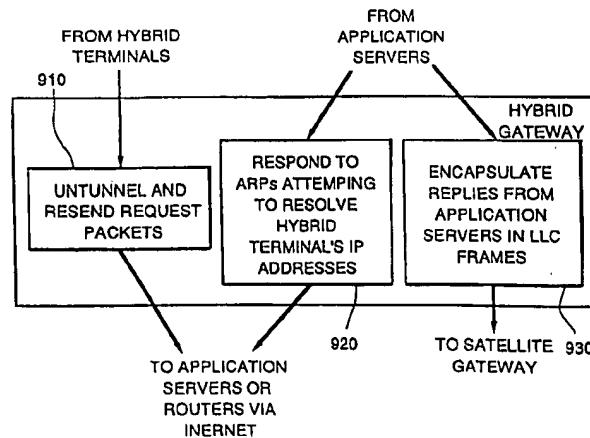 FROM HYBRID
TERMINALS
FROM
APPLICATION
SERVERS
910
HYBRID
GATEWAY
UNTUNNEL AND
RESEND REQUEST
PACKETS
RESPOND TO
ARPs ATTEMPING
TO RESOLVE
HYBRID
TERMINAL'S IP
ADDRESSES
ENCAPSULATE
REPLIES FROM
APPLICATION
SERVERS IN LLC
FRAMES
920
930
TO APPLICATION
SERVERS OR
ROUTERS VIA
INERNET
TO SATELLITE
GATEWAY